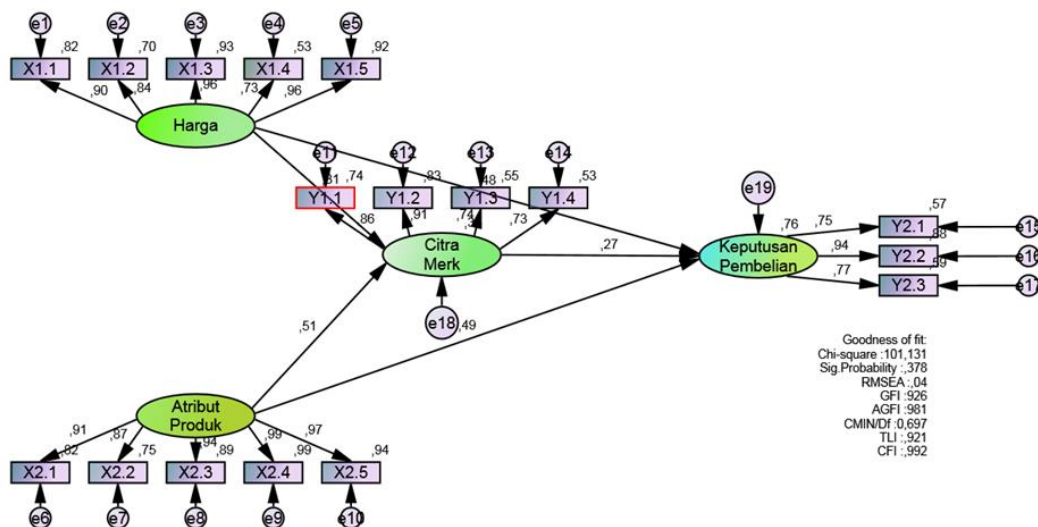 e1 e2 e3 e4 e5
,82 ,70 ,93 ,53 ,92
X1.1 X1.2 X1.3 X1.4 X1.5
,90 ,84 ,96 ,73 ,96
Harga
e12 e13 e14
,74 ,83 ,55 ,53
Y1.1 Y1.2 Y1.3 Y1.4
,86 ,91 ,74 ,73
Citra
Merk
e18
e19
,76
Keputusan
Pembelian
,27
,51
,49
,75 ,57
Y2.1
,94 ,88
Y2.2 e16
,77 ,59
Y2.3 e17
Atribut
Produk
,91 ,87 ,94 ,99 ,97
,82 ,75 ,89 ,99 ,94
X2.1 X2.2 X2.3 X2.4 X2.5
e6 e7 e8 e9 e10
Goodness of fit:
Chi-square :101,131
Sig.Probability :,378
RMSEA :,04
GFI :926
AGFI :981
CMIN/Df :0,697
TLI :,921
CFI :,992